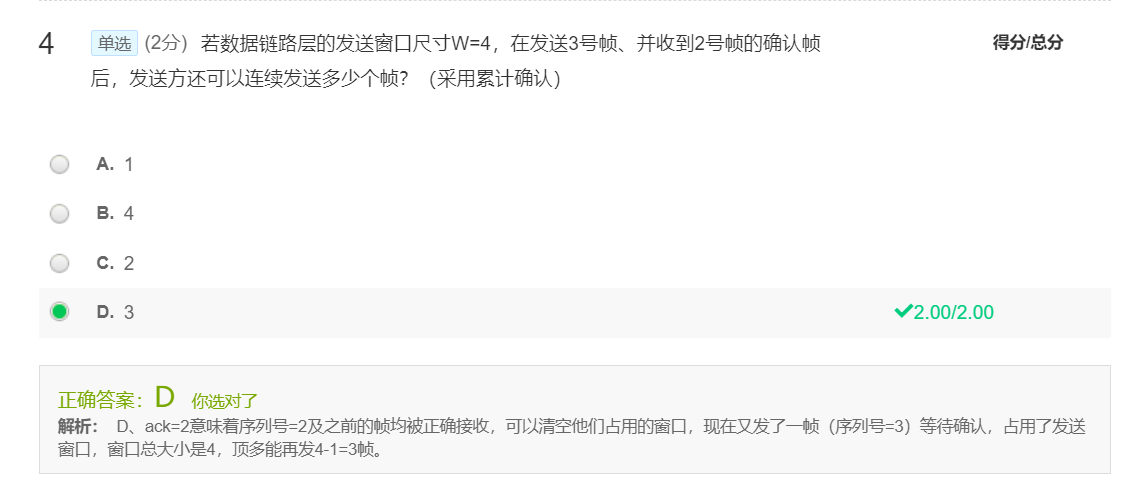 4 单选 (2分) 若数据链路层的发送窗口尺寸W=4，在发送3号帧、并收到2号帧的确认帧 得分/总分
后，发送方还可以连续发送多少个帧？（采用累计确认）
A. 1
B. 4
C. 2
D. 3 2.00/2.00
正确答案：D 你选对了
解析： D、ack=2意味着序列号=2及之前的帧均被正确接收，可以清空他们占用的窗口，现在又发了一帧（序列号=3）等待确认，占用了发送
窗口，窗口总大小是4，顶多能再发4-1=3帧。